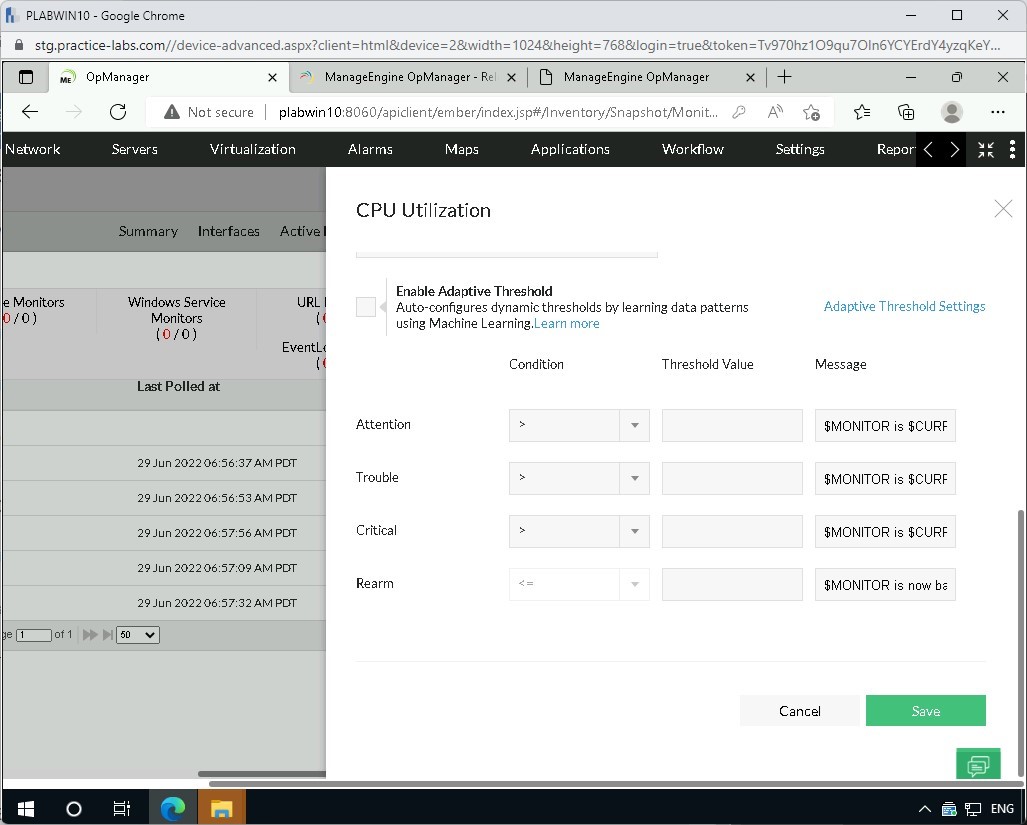 PLABWIN10 - Google Chrome
stg.practice-labs.com//device-advanced.aspx?client=html&device=2&width=1024&height=768&login=true&token=Tv970hz1O9qu7OIn6YCYErdY4yzqKeY...
ME OpManager
ManageEngine OpManager - Rel
ManageEngine OpManager
Not secure
plabwin10:8060/apiclient/ember/index.jsp#/Inventory/Snapshot/Monit...
Network Servers Virtualization Alarms Maps Applications Workflow Settings Repor
CPU Utilization
Summary Interfaces Active
e Monitors
0 / 0 )
Windows Service
Monitors
( 0 / 0 )
URL
(
EventLo
(
Last Polled at
29 Jun 2022 06:56:37 AM PDT
29 Jun 2022 06:56:53 AM PDT
29 Jun 2022 06:57:56 AM PDT
29 Jun 2022 06:57:09 AM PDT
29 Jun 2022 06:57:32 AM PDT
ge 1 of 1 50
Enable Adaptive Threshold
Auto-configures dynamic thresholds by learning data patterns
using Machine Learning.Learn more
Adaptive Threshold Settings
Condition Threshold Value Message
Attention > $MONITOR is $CURR
Trouble > $MONITOR is $CURR
Critical > $MONITOR is $CURR
Rearm <= $MONITOR is now ba
Cancel Save
ENG